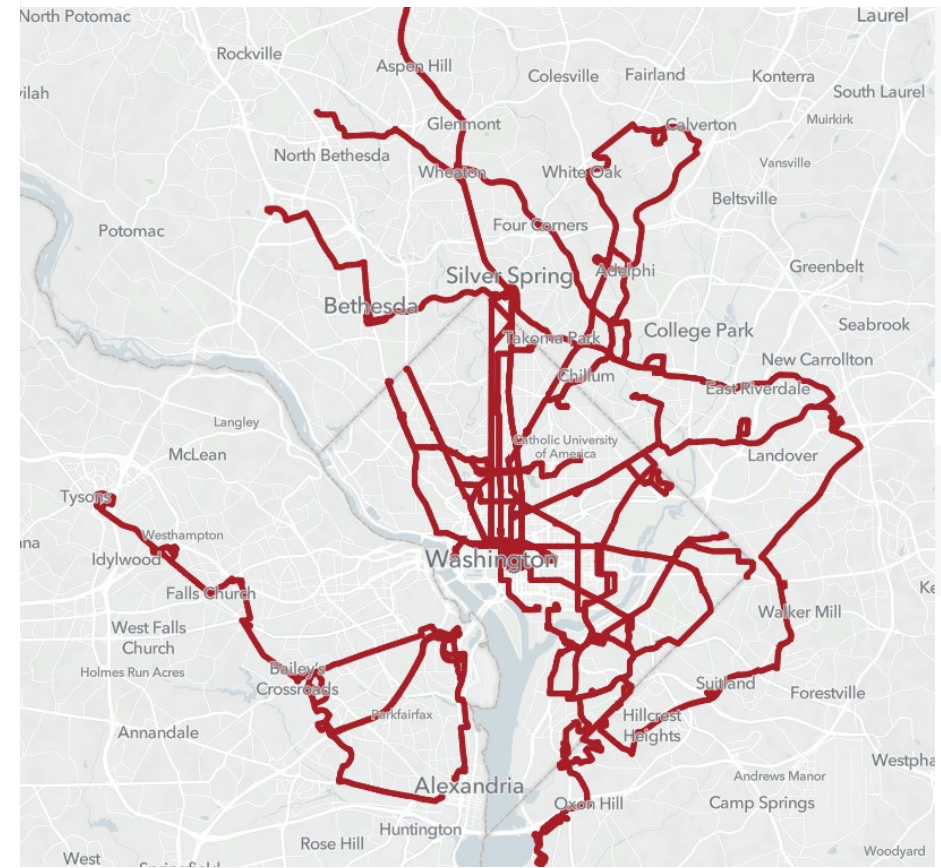 North Potomac
Laurel
Rockville
Aspen Hill
Colesville
Fairland
Konterra
vilah
South Laurel
Glenmont
Calverton
Muirkirk
North Bethesda
Wheaton
White Oak
Vansville
Beltsville
Potomac
Four Corners
Silver Spring
Adelphi
Greenbelt
Bethesda
Takoma Park
College Park
Seabrook
New Carrollton
Chillum
East Riverdale
Langley
Catholic University
of America
McLean
Landover
Tysons
Westhampton
nna
Idylwood
Washington
Falls Church
Ke
West Falls
Church
Walker Mill
Holmes Run Acres
Bailey's
Crossroads
Suitland
Forestville
Parkfairfax
Hillcrest
Heights
Annandale
Westpha
Alexandria
Andrews Manor
Oxon Hill
Camp Springs
Huntington
Rose Hill
West
Springfield
Woodyard